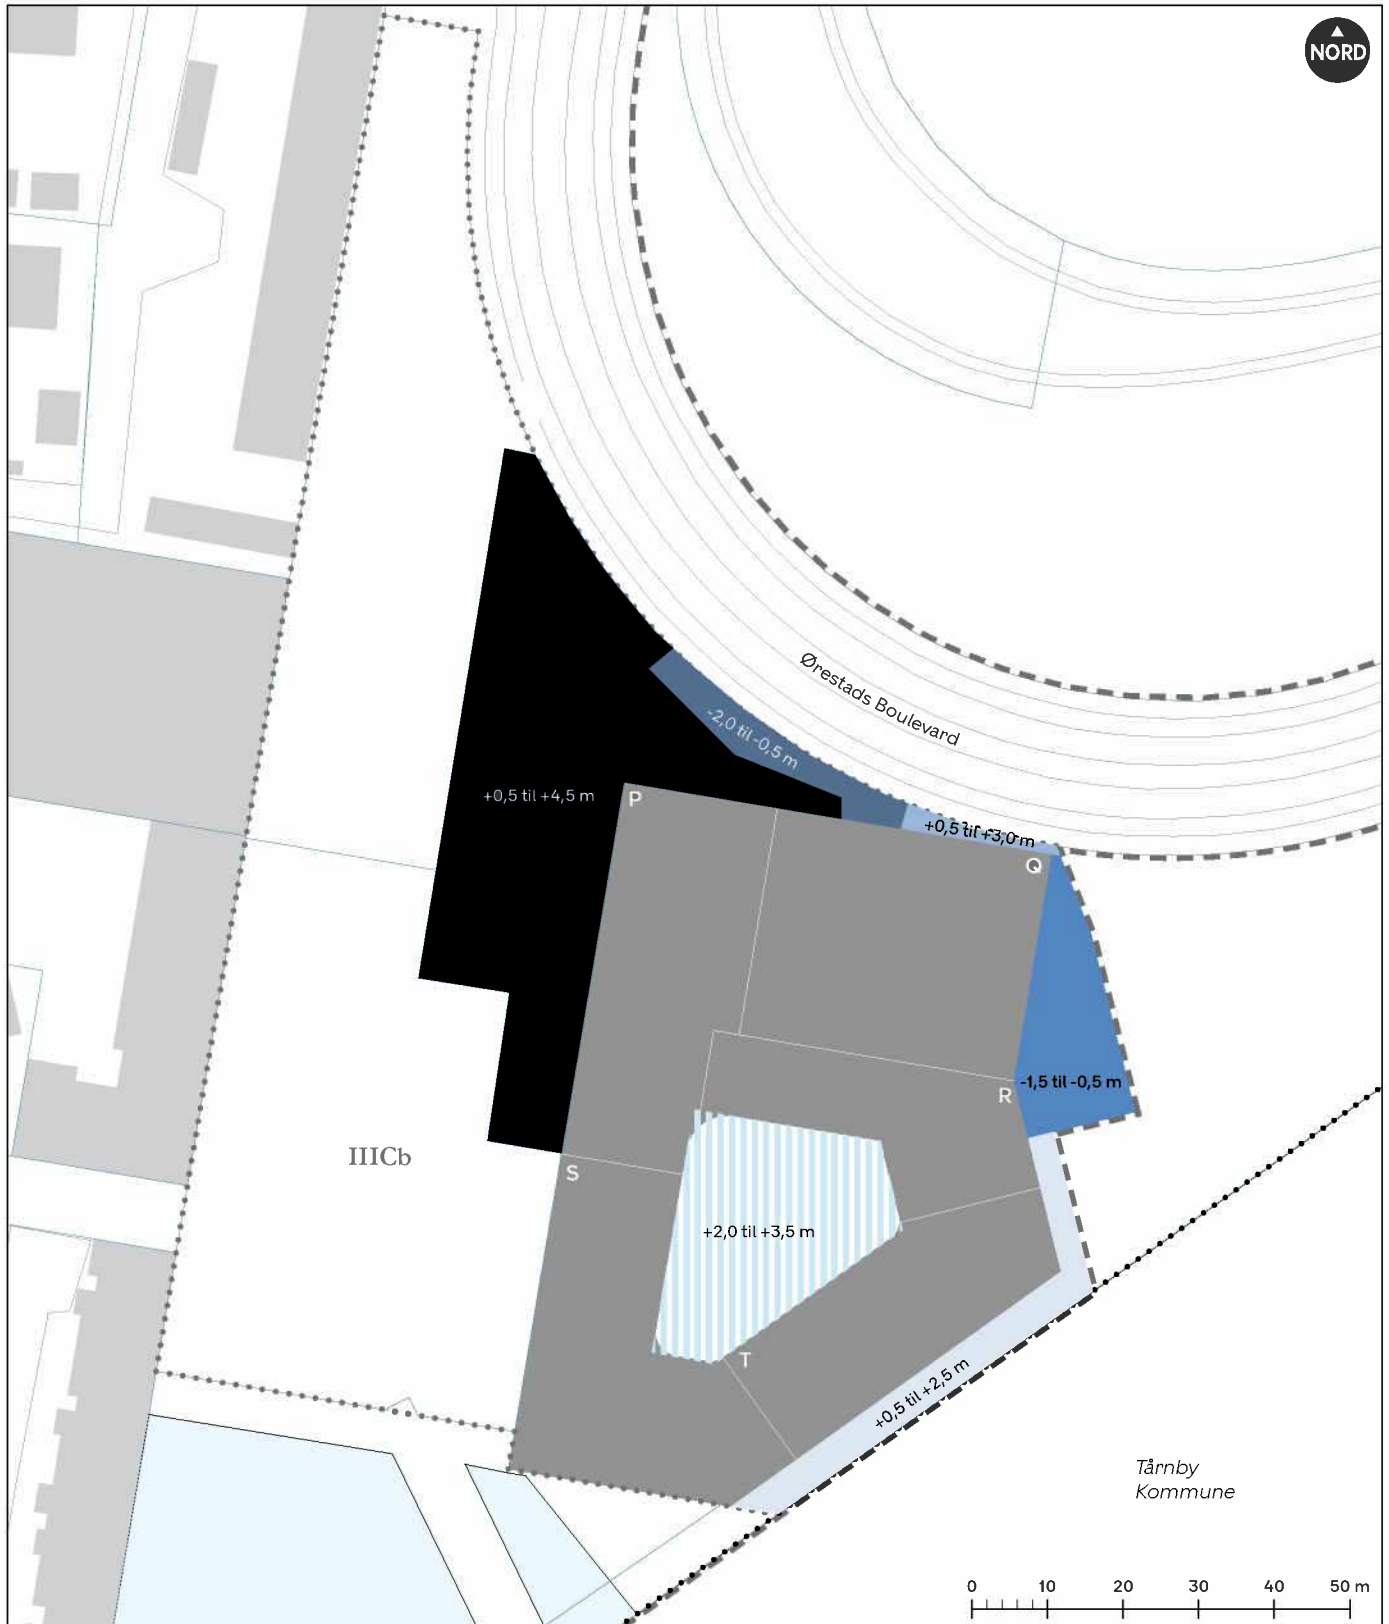 NORD
Ørestads Boulevard
-2,0 til -0,5 m
+0,5 til +4,5 m
P
+0,5 til +3,0 m
Q
-1,5 til -0,5 m
R
IIICb
S
+2,0 til +3,5 m
T
+0,5 til +2,5 m
Tårnby
Kommune
0 10 20 30 40 50 m